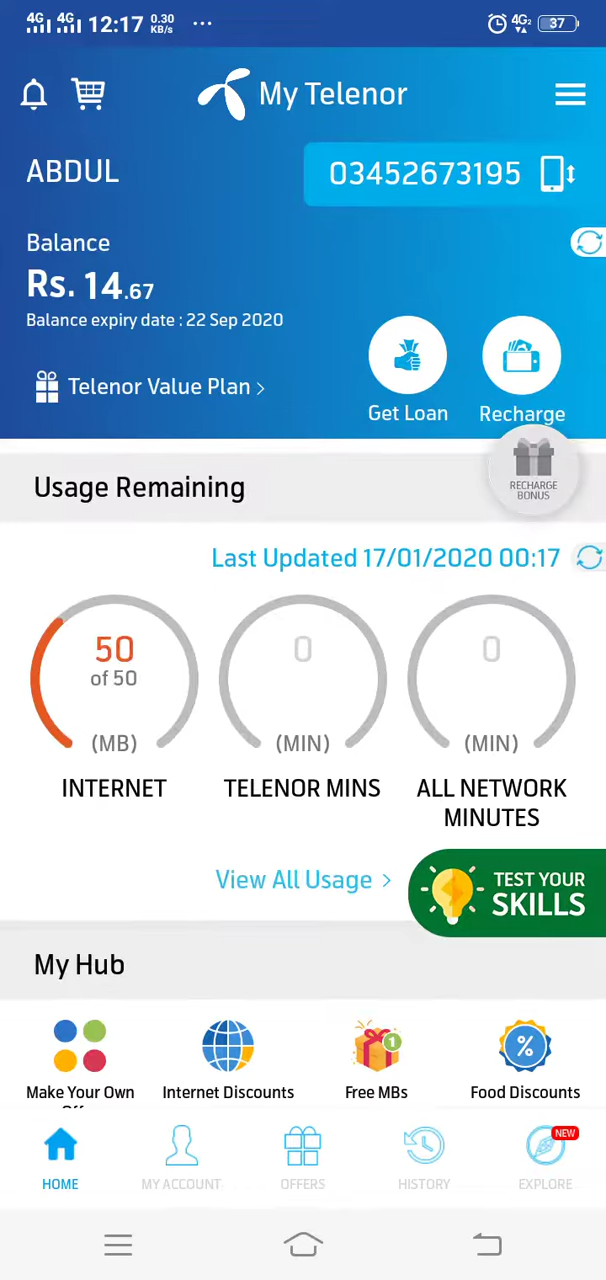 4G 4G 12:17 0.30 KB/s ... 4G2 37
My Telenor
ABDUL
03452673195
Balance
Rs. 14.67
Balance expiry date : 22 Sep 2020
Telenor Value Plan >
Get Loan
Recharge
RECHARGE
BONUS
Usage Remaining
Last Updated 17/01/2020 00:17
50
of 50
(MB)
INTERNET
0
(MIN)
TELENOR MINS
0
(MIN)
ALL NETWORK
MINUTES
View All Usage >
TEST YOUR
SKILLS
My Hub
Make Your Own
%
1
Internet Discounts
Free MBs
Food Discounts
HOME
MY ACCOUNT
OFFERS
HISTORY
NEW
EXPLORE